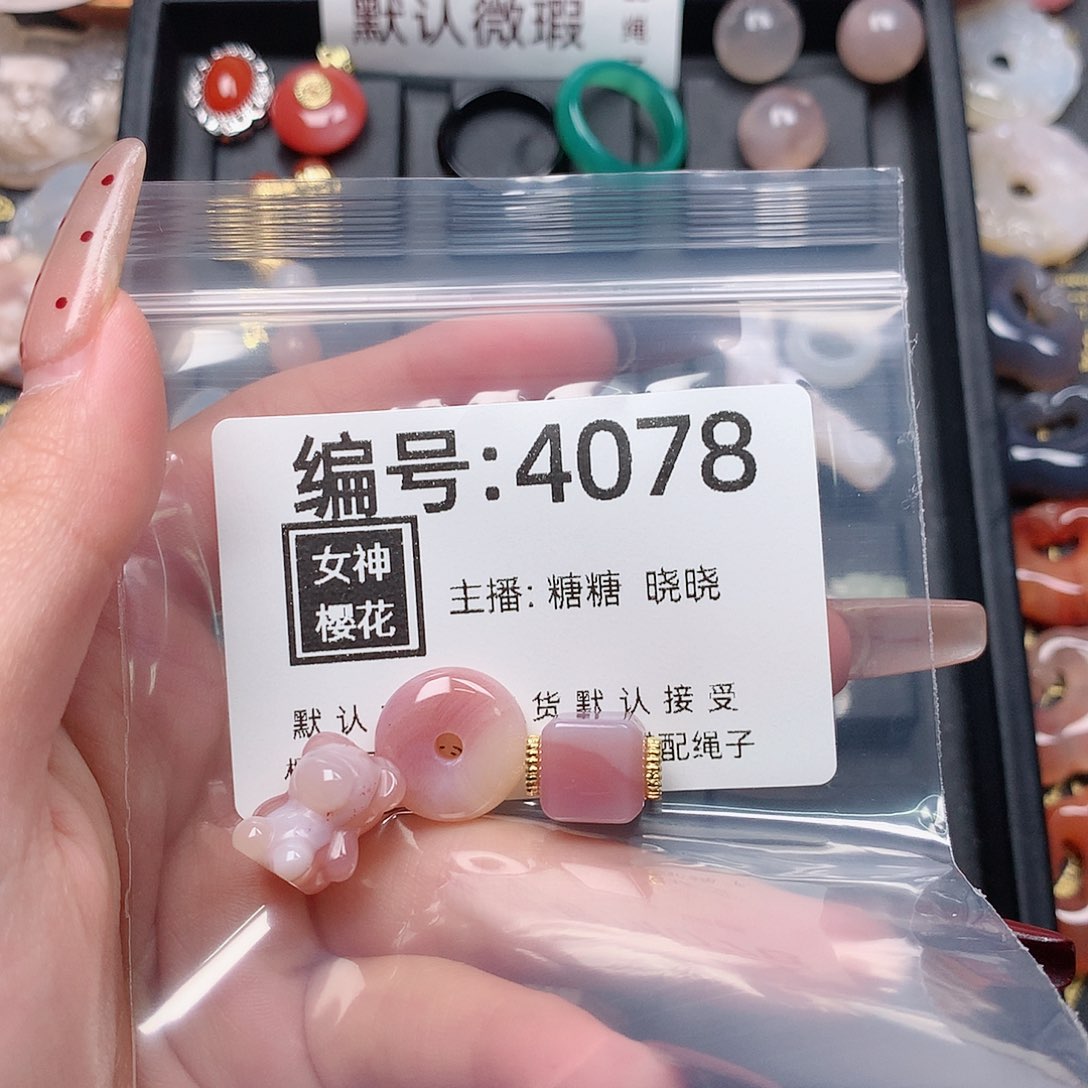 默认微瑕
绳
编号:4078
女神
樱花
主播: 糖糖 晓晓
默认
货默认接受
配绳子